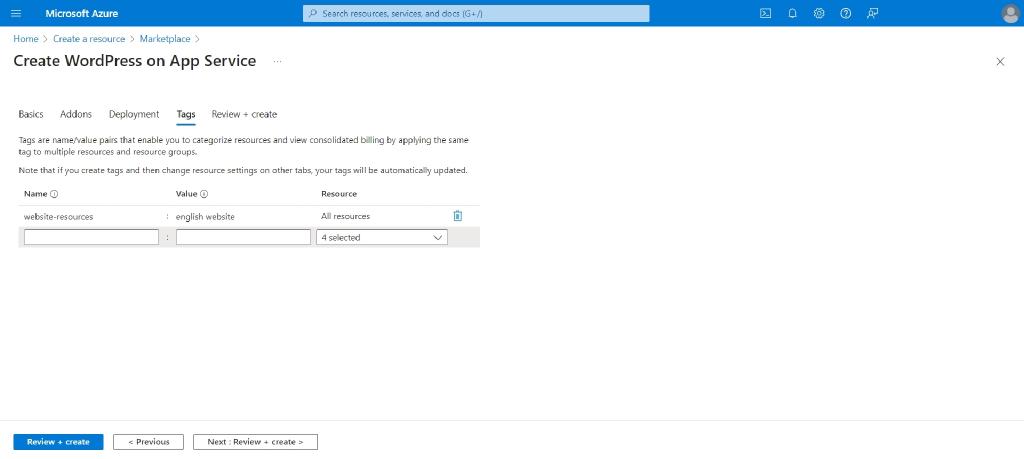 Microsoft Azure
Search resources, services, and docs (G+/)
Home > Create a resource > Marketplace >
Create WordPress on App Service ...
Basics Addons Deployment Tags Review + create
Tags are name/value pairs that enable you to categorize resources and view consolidated billing by applying the same
tag to multiple resources and resource groups.
Note that if you create tags and then change resource settings on other tabs, your tags will be automatically updated.
Name Value Resource
website-resources : english website All resources
: 4 selected
Review + create < Previous Next : Review + create >